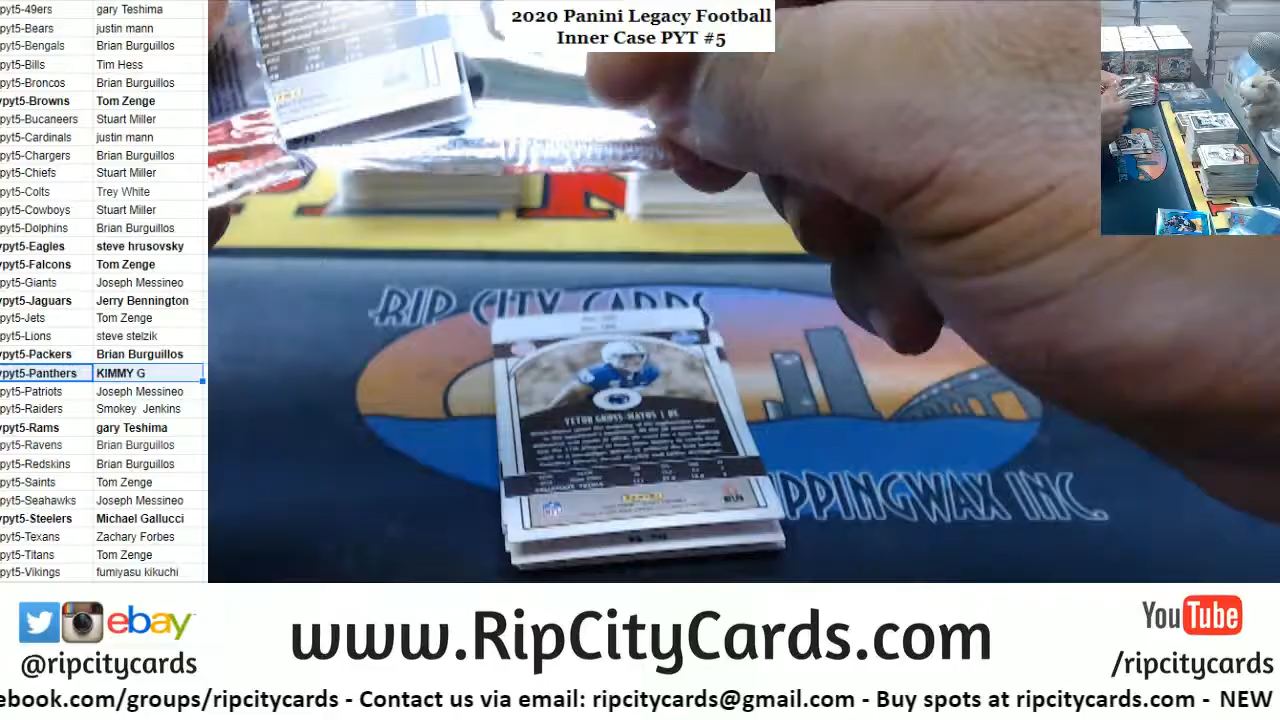 2020 Panini Legacy Football
Inner Case PYT #5
pyt5-49ers gary Teshima
pyt5-Bears justin mann
pyt5-Bengals Brian Burguillos
pyt5-Bills Tim Hess
pyt5-Broncos Brian Burguillos
pyt5-Browns Tom Zenge
pyt5-Bucaneers Stuart Miller
pyt5-Cardinals justin mann
pyt5-Chargers Brian Burguillos
pyt5-Chiefs Stuart Miller
pyt5-Colts Trey White
pyt5-Cowboys Stuart Miller
pyt5-Dolphins Brian Burguillos
pyt5-Eagles steve hrusovsky
pyt5-Falcons Tom Zenge
pyt5-Giants Joseph Messineo
pyt5-Jaguars Jerry Bennington
pyt5-Jets Tom Zenge
pyt5-Lions steve stelzik
pyt5-Packers Brian Burguillos
pyt5-Panthers KIMMY G
pyt5-Patriots Joseph Messineo
pyt5-Raiders Smokey Jenkins
pyt5-Rams gary Teshima
pyt5-Ravens Brian Burguillos
pyt5-Redskins Brian Burguillos
pyt5-Saints Tom Zenge
pyt5-Seahawks Joseph Messineo
pyt5-Steelers Michael Gallucci
pyt5-Texans Zachary Forbes
pyt5-Titans Tom Zenge
pyt5-Vikings fumiyasu kikuchi
RIP CITY CARDS
YETUR GROSS-MATOS | DE
PANINI
NFL
RIPPINGWAX INC.
ebay
@ripcitycards
www.RipCityCards.com
YouTube
/ripcitycards
ebook.com/groups/ripcitycards - Contact us via email: ripcitycards@gmail.com - Buy spots at ripcitycards.com - NEW